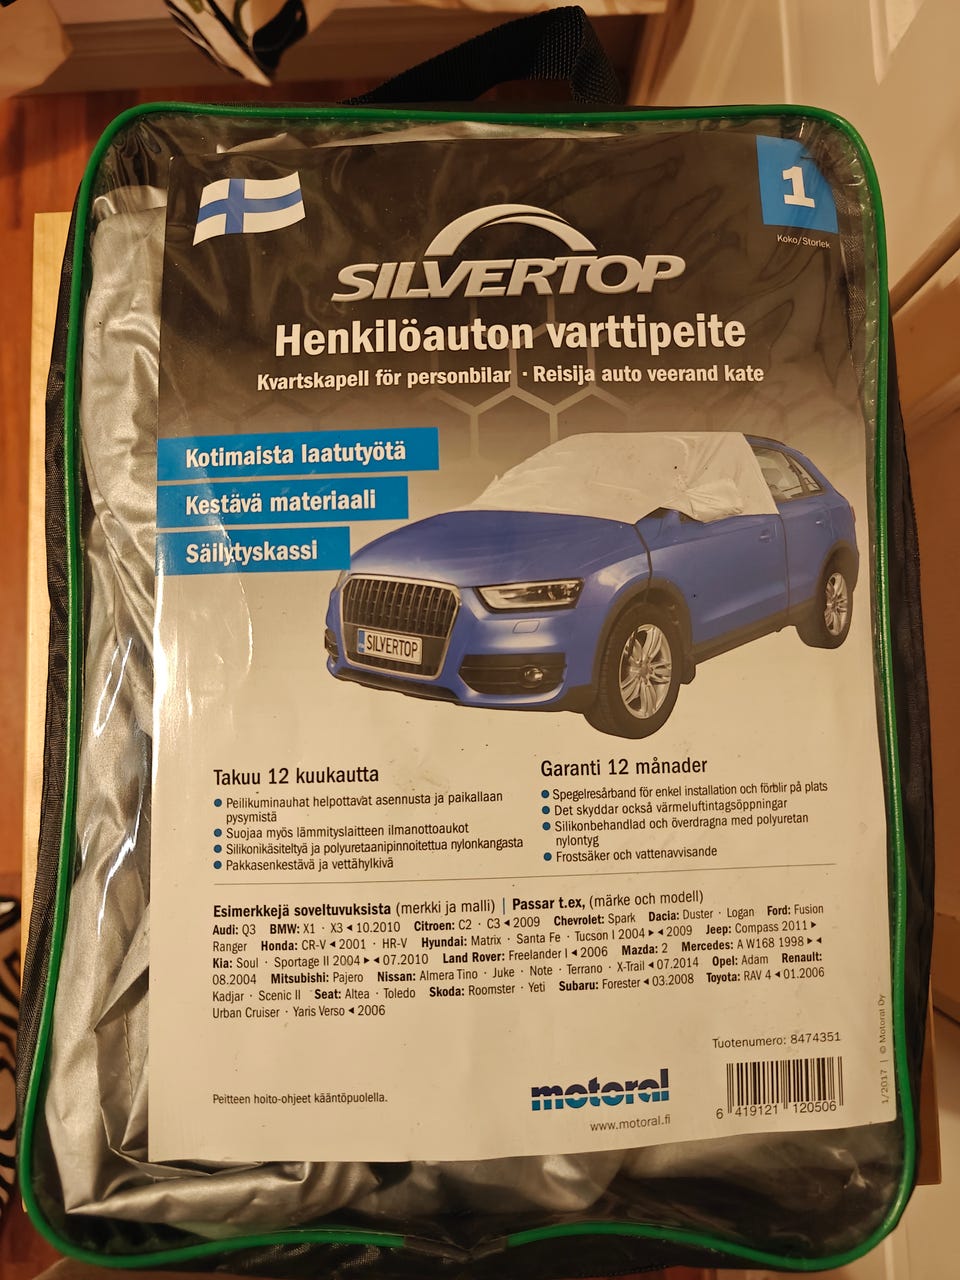 1
Koko/Storlek
SILVERTOP
Henkilöauton varttipeite
Kvartskapell för personbilar · Reisija auto veerand kate
Kotimaista laatutyötä
Kestävä materiaali
Säilytyskassi
SILVERTOP
Takuu 12 kuukautta
Peilikuminauhat helpottavat asennusta ja paikallaan
pysymistä
Suojaa myös lämmityslaitteen ilmanottoaukot
Silikonikäsiteltyä ja polyuretaanipinnoitettua nylonkangasta
Pakkasenkestävä ja vettähylkivä
Garanti 12 månader
Spegelresårband för enkel installation och förblir på plats
Det skyddar också värmeluftintagsöppningar
Silikonbehandlad och överdragna med polyuretan
nylontyg
Frostsäker och vattenavvisande
Esimerkkejä soveltuvuksista (merkki ja malli) | Passar t.ex, (märke och modell)
Audi: Q3 BMW: X1 · X3 ◂ 10.2010 Citroen: C2 · C3 ◂ 2009 Chevrolet: Spark Dacia: Duster · Logan Ford: Fusion
Ranger Honda: CR-V ◂ 2001 · HR-V Hyundai: Matrix · Santa Fe · Tucson I 2004 ▸ ◂ 2009 Jeep: Compass 2011 ▸
Kia: Soul · Sportage II 2004 ▸ ◂ 07.2010 Land Rover: Freelander I ◂ 2006 Mazda: 2 Mercedes: A W168 1998 ▸ ◂
08.2004 Mitsubishi: Pajero Nissan: Almera Tino · Juke · Note · Terrano · X-Trail ◂ 07.2014 Opel: Adam Renault:
Kadjar · Scenic II Seat: Altea · Toledo Skoda: Roomster · Yeti Subaru: Forester ◂ 03.2008 Toyota: RAV 4 ◂ 01.2006
Urban Cruiser · Yaris Verso ◂ 2006
Tuotenumero: 8474351
Peitteen hoito-ohjeet kääntöpuolella.
motoral
www.motoral.fi
6 419121 120506
1/2017 | © Motoral Oy